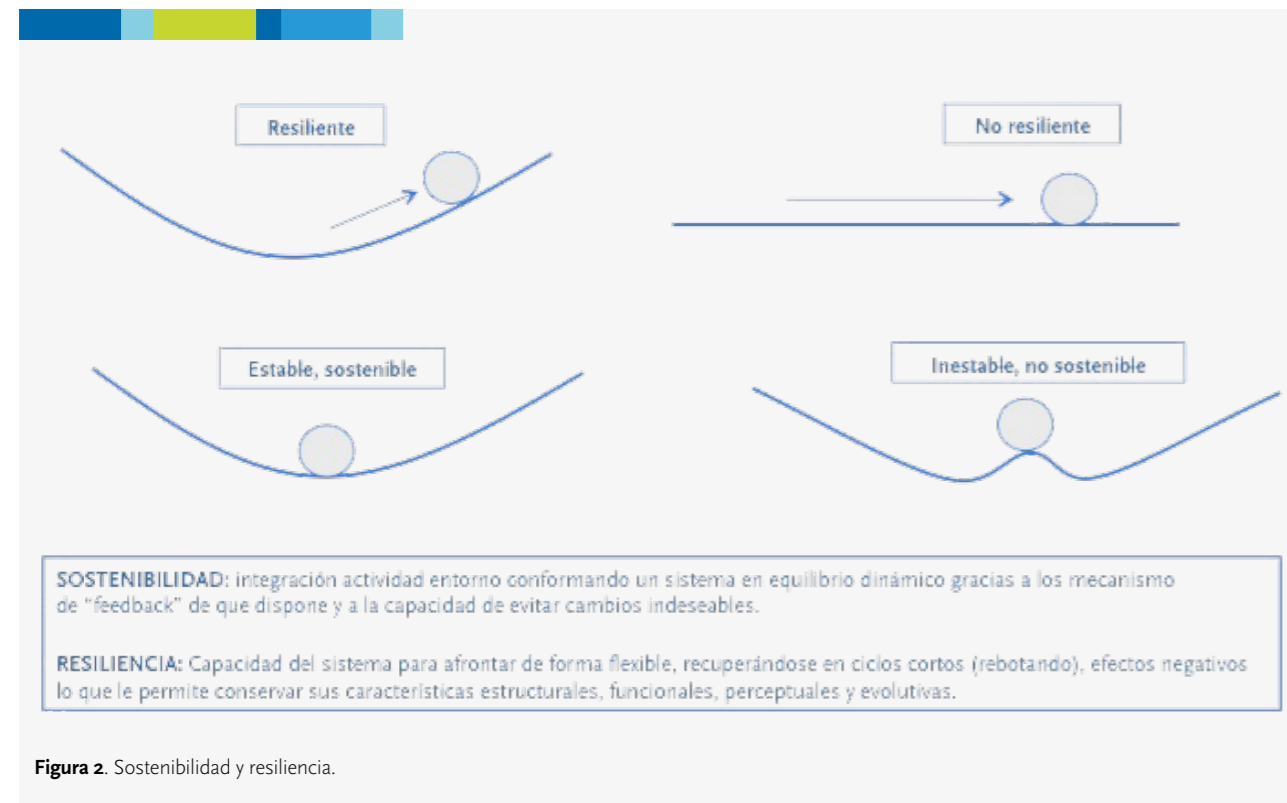 Resiliente
No resiliente
Estable, sostenible
Inestable, no sostenible
SOSTENIBILIDAD: integración actividad entorno conformando un sistema en equilibrio dinámico gracias a los mecanismo
de “feedback” de que dispone y a la capacidad de evitar cambios indeseables.
RESILIENCIA: Capacidad del sistema para afrontar de forma flexible, recuperándose en ciclos cortos (rebotando), efectos negativos
lo que le permite conservar sus características estructurales, funcionales, perceptuales y evolutivas.
Figura 2. Sostenibilidad y resiliencia.